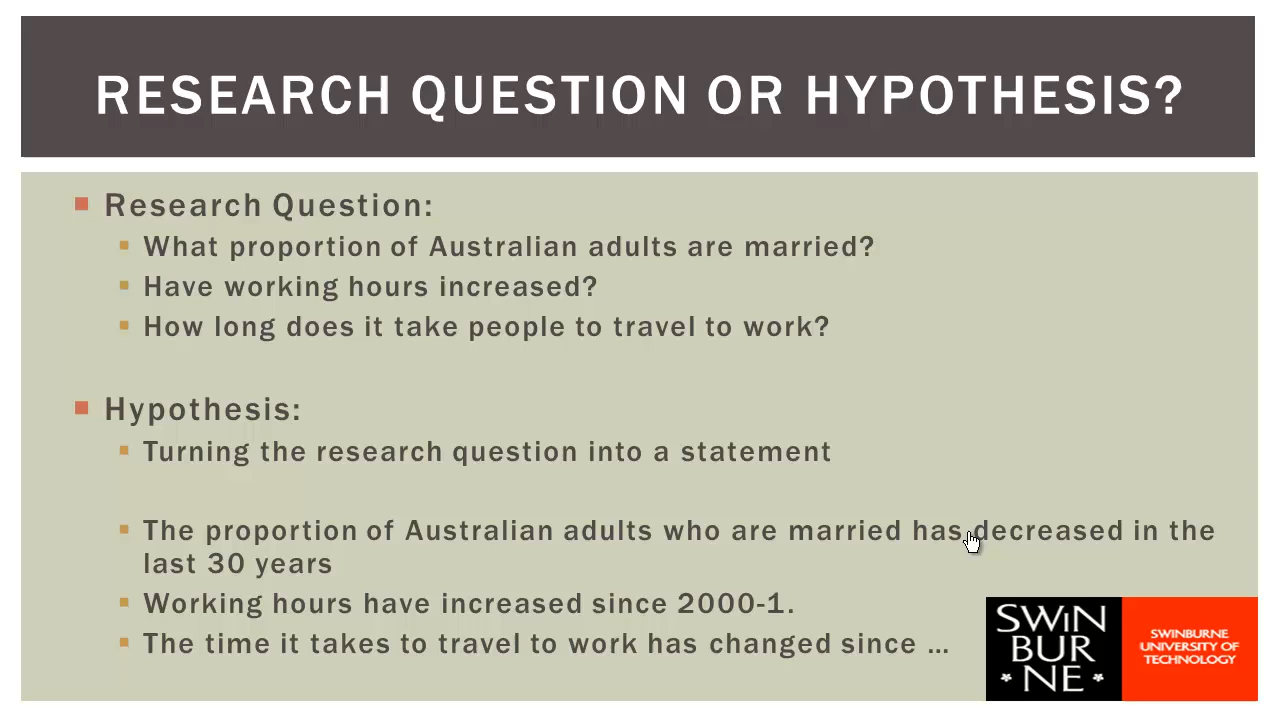 RESEARCH QUESTION OR HYPOTHESIS?
Research Question:
What proportion of Australian adults are married?
Have working hours increased?
How long does it take people to travel to work?
Hypothesis:
Turning the research question into a statement
The proportion of Australian adults who are married has decreased in the
last 30 years
Working hours have increased since 2000-1.
The time it takes to travel to work has changed since …
SWIN
BUR
NE
SWINBURNE
UNIVERSITY OF
TECHNOLOGY